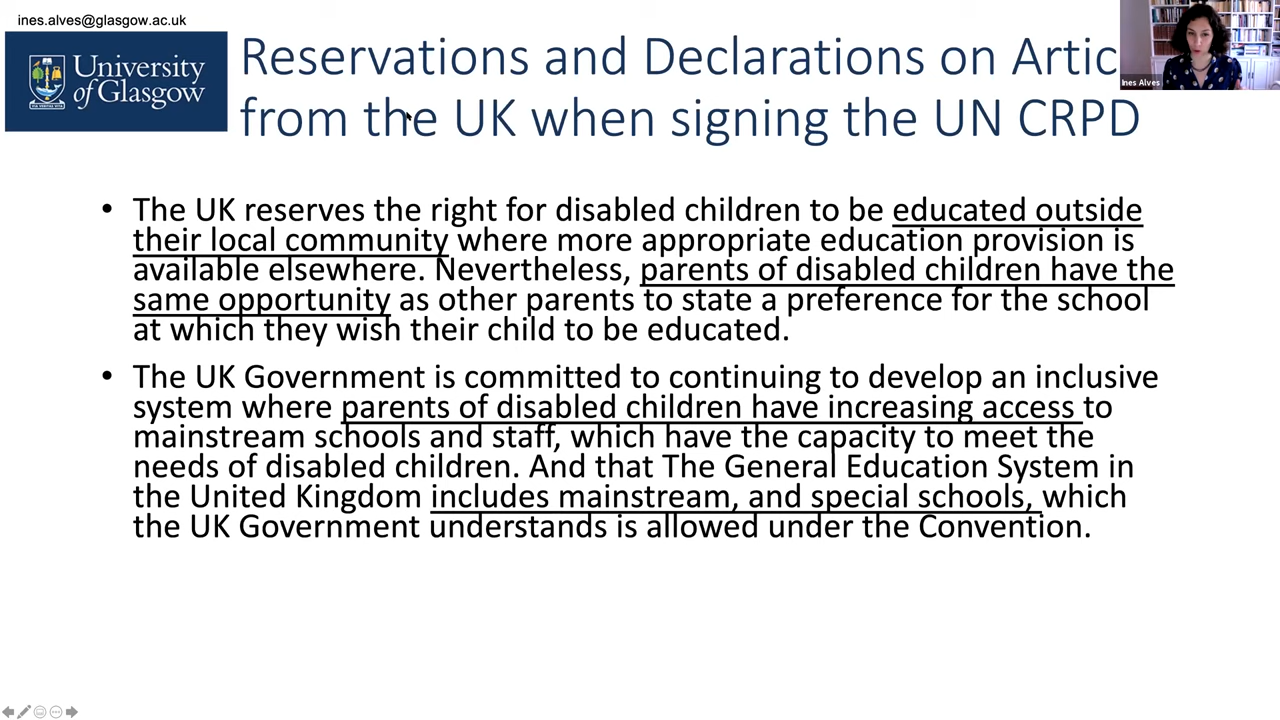 ines.alves@glasgow.ac.uk
University
of Glasgow
Reservations and Declarations on Artic
from the UK when signing the UN CRPD
Ines Alves
• The UK reserves the right for disabled children to be educated outside
their local community where more appropriate education provision is
available elsewhere. Nevertheless, parents of disabled children have the
same opportunity as other parents to state a preference for the school
at which they wish their child to be educated.
• The UK Government is committed to continuing to develop an inclusive
system where parents of disabled children have increasing access to
mainstream schools and staff, which have the capacity to meet the
needs of disabled children. And that The General Education System in
the United Kingdom includes mainstream, and special schools, which
the UK Government understands is allowed under the Convention.